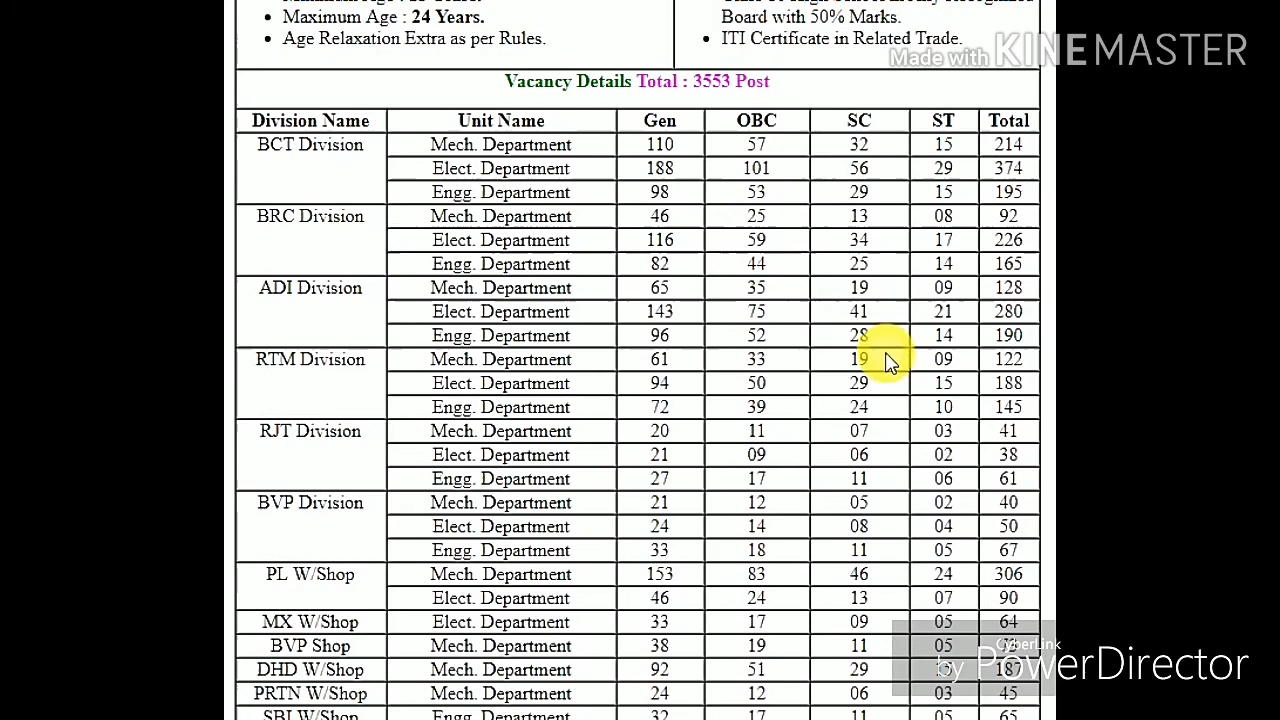 Maximum Age : 24 Years.
Age Relaxation Extra as per Rules.
Board with 50% Marks.
ITI Certificate in Related Trade.
Made with KINEMASTER
Vacancy Details Total : 3553 Post
Division Name Unit Name Gen OBC SC ST Total
BCT Division Mech. Department 110 57 32 15 214
Elect. Department 188 101 56 29 374
Engg. Department 98 53 29 15 195
BRC Division Mech. Department 46 25 13 08 92
Elect. Department 116 59 34 17 226
Engg. Department 82 44 25 14 165
ADI Division Mech. Department 65 35 19 09 128
Elect. Department 143 75 41 21 280
Engg. Department 96 52 28 14 190
RTM Division Mech. Department 61 33 19 09 122
Elect. Department 94 50 29 15 188
Engg. Department 72 39 24 10 145
RJT Division Mech. Department 20 11 07 03 41
Elect. Department 21 09 06 02 38
Engg. Department 27 17 11 06 61
BVP Division Mech. Department 21 12 05 02 40
Elect. Department 24 14 08 04 50
Engg. Department 33 18 11 05 67
PL W/Shop Mech. Department 153 83 46 24 306
Elect. Department 46 24 13 07 90
MX W/Shop Elect. Department 33 17 09 05 64
BVP Shop Mech. Department 38 19 11 05
DHD W/Shop Mech. Department 92 51 29 187
PRTN W/Shop Mech. Department 24 12 06 03 45
SBI W/Shop Engg. Department 32 17 11 05 65
CyberLink
by PowerDirector